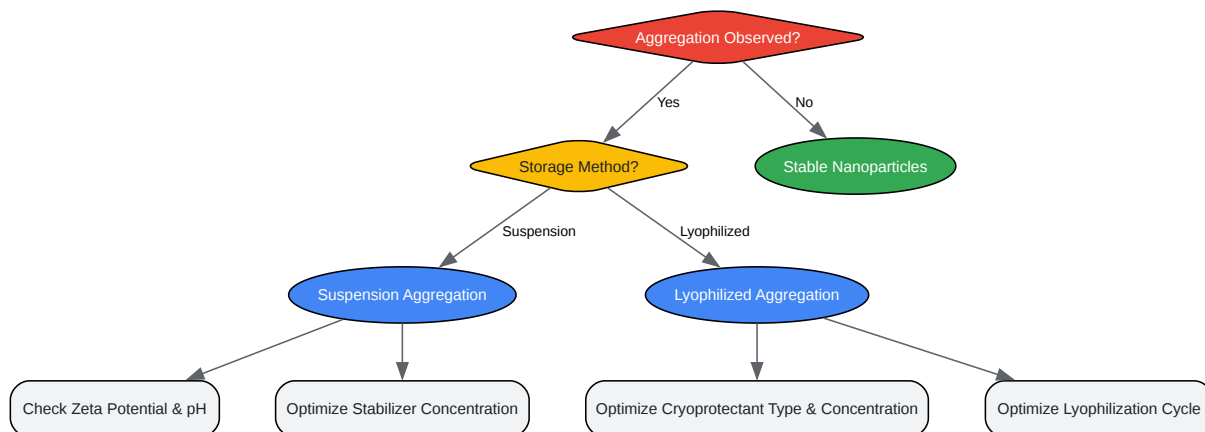 Aggregation Observed?
Yes
No
Storage Method?
Stable Nanoparticles
Suspension
Lyophilized
Suspension Aggregation
Lyophilized Aggregation
Check Zeta Potential & pH
Optimize Stabilizer Concentration
Optimize Cryoprotectant Type & Concentration
Optimize Lyophilization Cycle